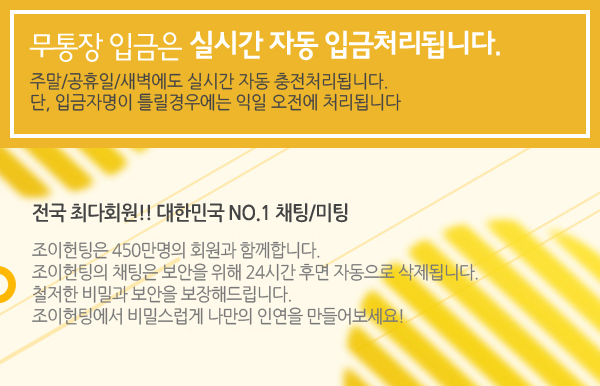 무통장 입금은 실시간 자동 입금처리됩니다.
주말/공휴일/새벽에도 실시간 자동 충전처리됩니다.
단, 입금자명이 틀릴경우에는 익일 오전에 처리됩니다
전국 최다회원!! 대한민국 NO.1 채팅/미팅
조이헌팅은 450만명의 회원과 함께합니다.
조이헌팅의 채팅은 보안을 위해 24시간 후면 자동으로 삭제됩니다.
철저한 비밀과 보안을 보장해드립니다.
조이헌팅에서 비밀스럽게 나만의 인연을 만들어보세요!